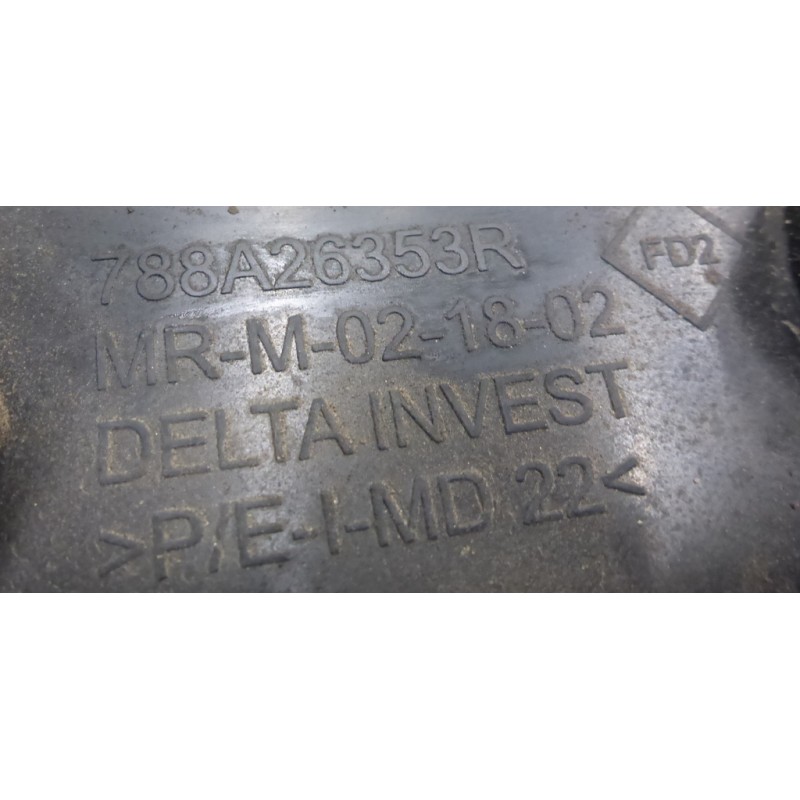 788A26353R
FD2
MR-M-02-18-02
DELTA INVEST
>P/E-I-MD 22<